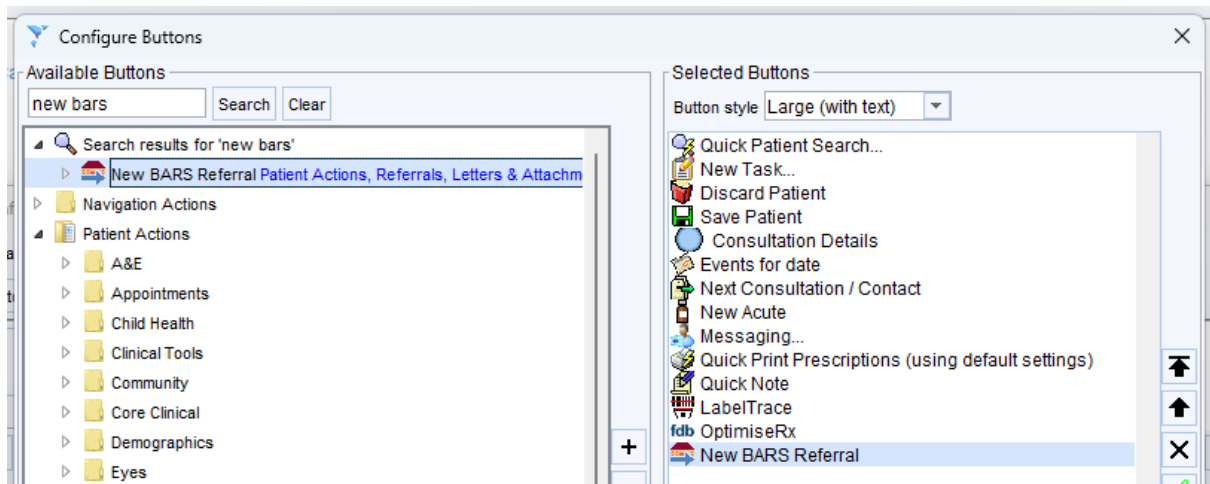 Configure Buttons
Available Buttons
new bars Search Clear
Search results for 'new bars'
New BARS Referral Patient Actions, Referrals, Letters & Attachm
Navigation Actions
Patient Actions
A&E
Appointments
Child Health
Clinical Tools
Community
Core Clinical
Demographics
Eyes
Selected Buttons
Button style Large (with text)
Quick Patient Search...
New Task...
Discard Patient
Save Patient
Consultation Details
Events for date
Next Consultation / Contact
New Acute
Messaging...
Quick Print Prescriptions (using default settings)
Quick Note
LabelTrace
fdb OptimiseRx
New BARS Referral